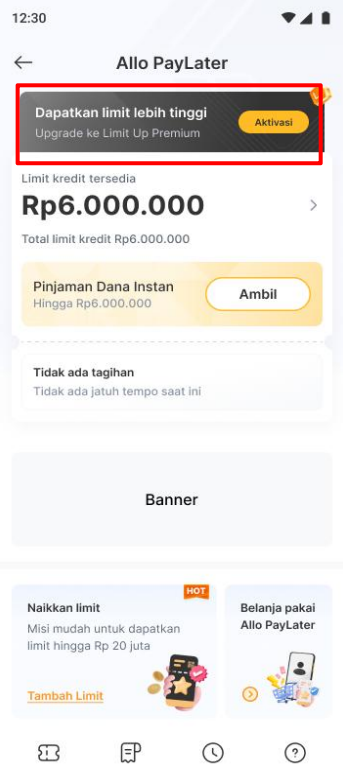 12:30
Allo PayLater
Dapatkan limit lebih tinggi
Upgrade ke Limit Up Premium
Aktivasi
Limit kredit tersedia
Rp6.000.000
Total limit kredit Rp6.000.000
Pinjaman Dana Instan
Hingga Rp6.000.000
Ambil
Tidak ada tagihan
Tidak ada jatuh tempo saat ini
Banner
HOT
Naikkan limit
Misi mudah untuk dapatkan
limit hingga Rp 20 juta
Tambah Limit
Belanja pakai
Allo PayLater